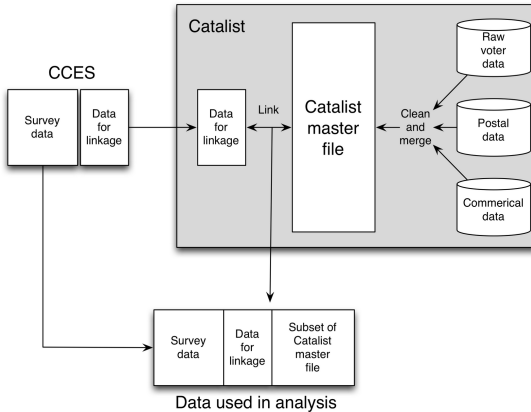 Catalist
Raw
voter
data
CCES
Survey
data
Data
for
linkage
Data
for
linkage
Link
Catalist
master
file
Clean
and
merge
Postal
data
Commerical
data
Survey
data
Data
for
linkage
Subset of
Catalist
master
file
Data used in analysis